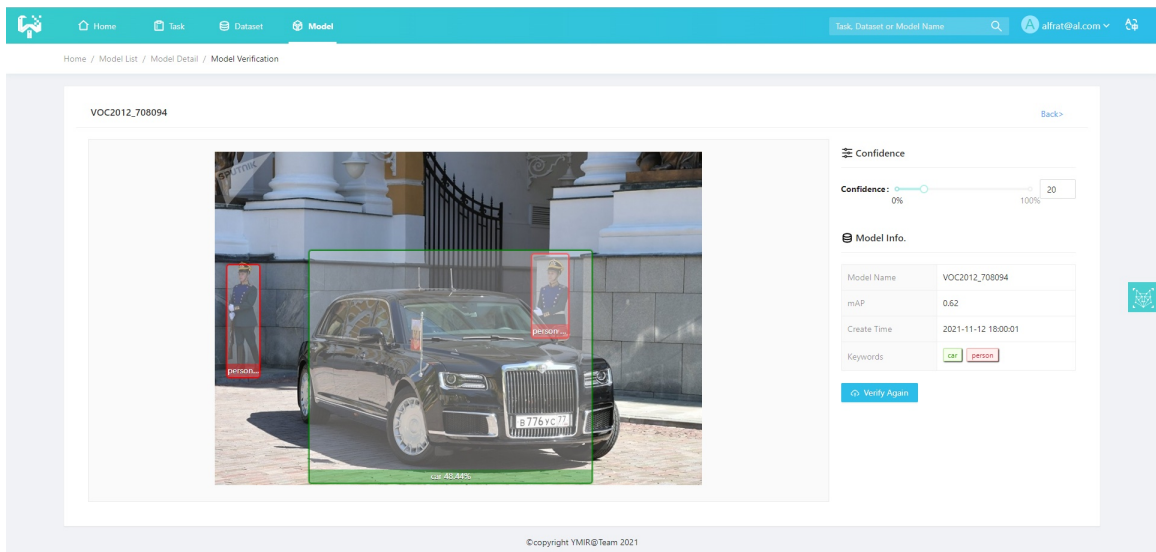 Home Task Dataset Model Task, Dataset or Model Name alfrat@al.com
Home / Model List / Model Detail / Model Verification
VOC2012_708094
Back>
SPUTNIK
person...
person...
B776УС 77
car 48.44%
Confidence
Confidence : 20
0% 100%
Model Info.
Model Name VOC2012_708094
mAP 0.62
Create Time 2021-11-12 18:00:01
Keywords car person
Verify Again
©copyright YMIR@Team 2021